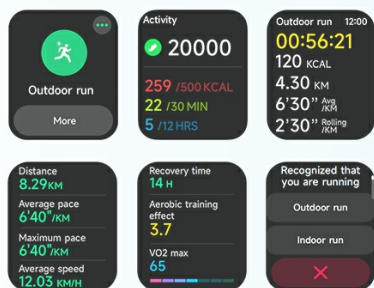 Outdoor run
More
Activity
20000
259 /500 KCAL
22 /30 MIN
5 /12 HRS
Outdoor run 12:00
00:56:21
120 KCAL
4.30 KM
6'30" Avg /KM
2'30" Rolling /KM
Distance
8.29 KM
Average pace
6'40"/KM
Maximum pace
6'40"/KM
Average speed
12.03 KM/H
Recovery time
14 H
Aerobic training
effect
3.7
VO2 max
65
Recognized that
you are running
Outdoor run
Indoor run